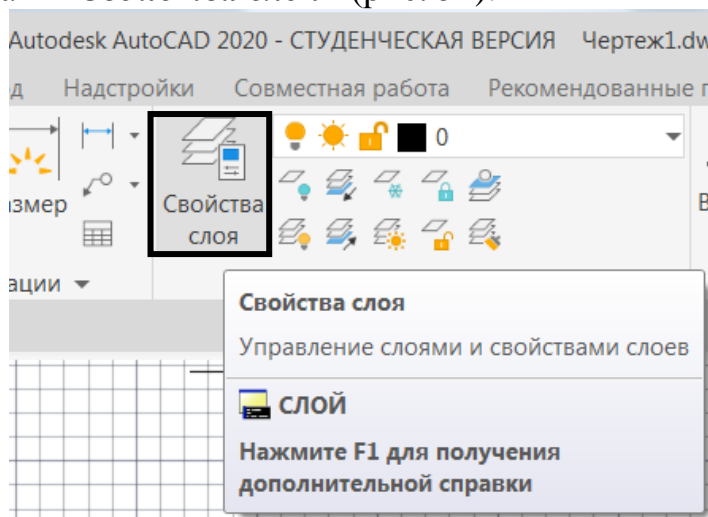 Autodesk AutoCAD 2020 - СТУДЕНЧЕСКАЯ ВЕРСИЯ Чертеж1.dw
д Надстройки Совместная работа Рекомендованные п
0
азмер
Свойства
слоя
В
ации
Свойства слоя
Управление слоями и свойствами слоев
СЛОЙ
Нажмите F1 для получения
дополнительной справки